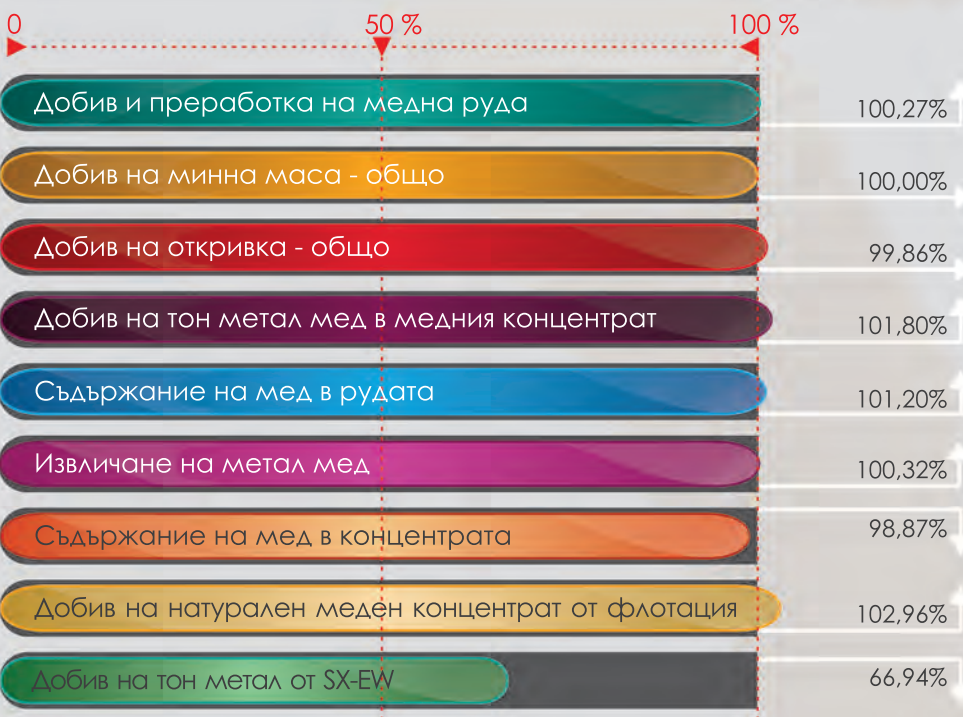 0 50 % 100 %
Добив и преработка на медна руда 100,27%
Добив на минна маса - общо 100,00%
Добив на откривка - общо 99,86%
Добив на тон метал мед в медния концентрат 101,80%
Съдържание на мед в рудата 101,20%
Извличане на метал мед 100,32%
Съдържание на мед в концентрата 98,87%
Добив на натурален меден концентрат от флотация 102,96%
Добив на тон метал от SX-EW 66,94%